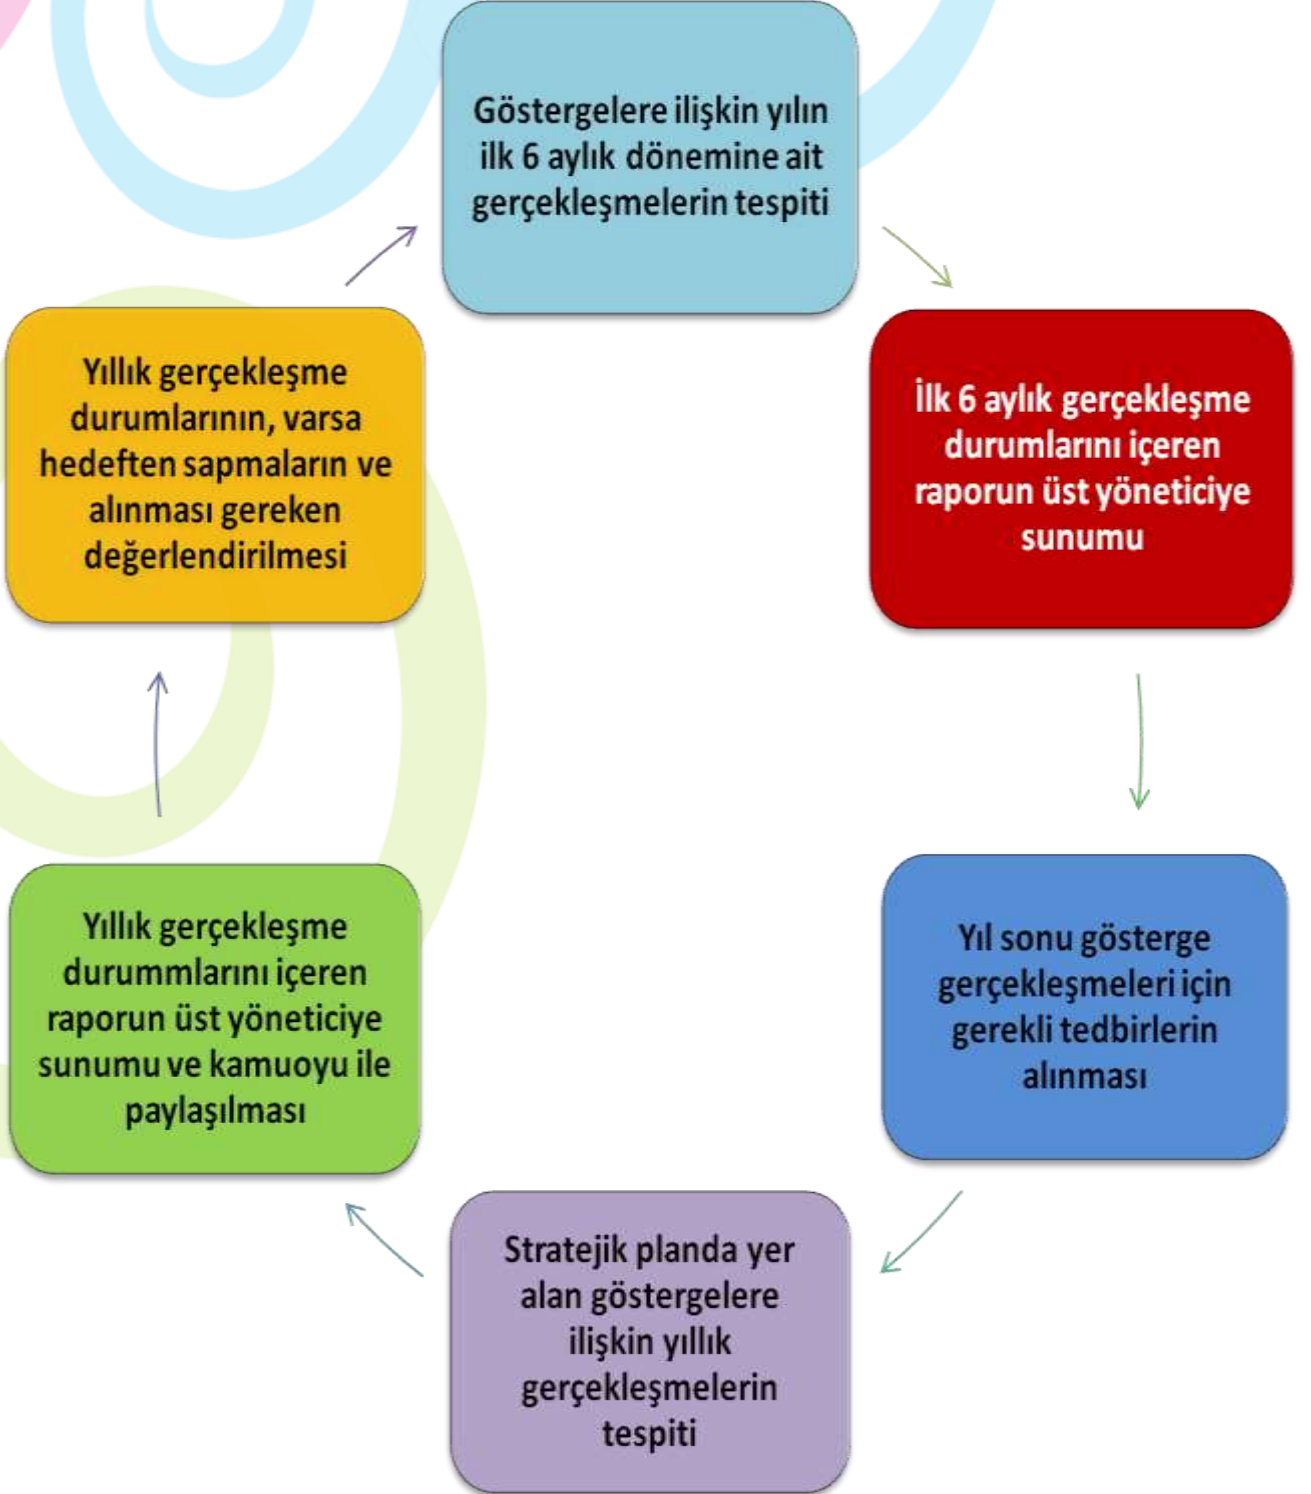 Göstergelere ilişkin yılın
ilk 6 aylık dönemine ait
gerçekleşmelerin tespiti
İlk 6 aylık gerçekleşme
durumlarını içeren
raporun üst yöneticiye
sunumu
Yıl sonu gösterge
gerçekleşmeleri için
gerekli tedbirlerin
alınması
Stratejik planda yer
alan göstergelere
ilişkin yıllık
gerçekleşmelerin
tespiti
Yıllık gerçekleşme
durummlarını içeren
raporun üst yöneticiye
sunumu ve kamuoyu ile
paylaşılması
Yıllık gerçekleşme
durumlarının, varsa
hedeften sapmaların ve
alınması gereken
değerlendirilmesi